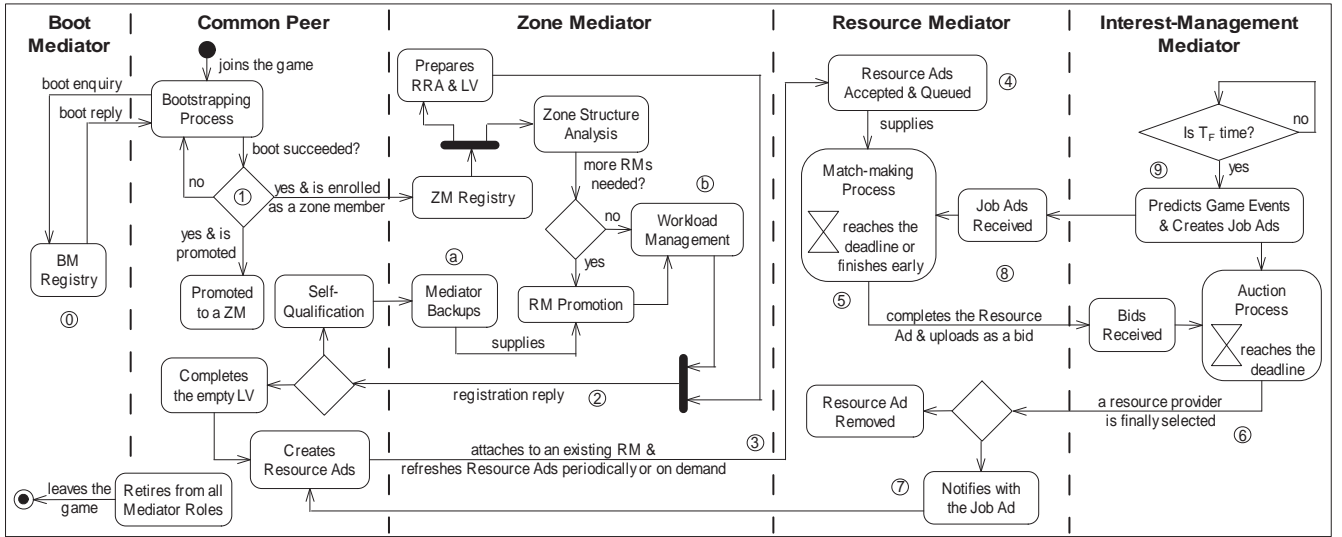 Boot
Mediator
Common Peer
Zone Mediator
Resource Mediator
Interest-Management
Mediator
joins the game
boot enquiry
boot reply
Bootstrapping
Process
boot succeeded?
no
①
yes & is enrolled
as a zone member
yes & is
promoted
BM
Registry
⓪
Promoted
to a ZM
Self-
Qualification
Completes
the empty LV
Creates
Resource Ads
leaves the
game
Retires from all
Mediator Roles
Prepares
RRA & LV
Zone Structure
Analysis
ZM Registry
more RMs
needed?
no
yes
ⓑ
Workload
Management
ⓐ
Mediator
Backups
RM Promotion
supplies
registration reply
②
③
attaches to an existing RM &
refreshes Resource Ads periodically or on demand
Resource Ads
Accepted & Queued
④
supplies
Match-making
Process
reaches the
deadline or
finishes early
⑤
Job Ads
Received
⑧
completes the Resource
Ad & uploads as a bid
Resource Ad
Removed
⑦
Notifies with
the Job Ad
Is TF time?
no
yes
⑨
Predicts Game Events
& Creates Job Ads
Bids
Received
Auction
Process
reaches the
deadline
a resource provider
is finally selected
⑥